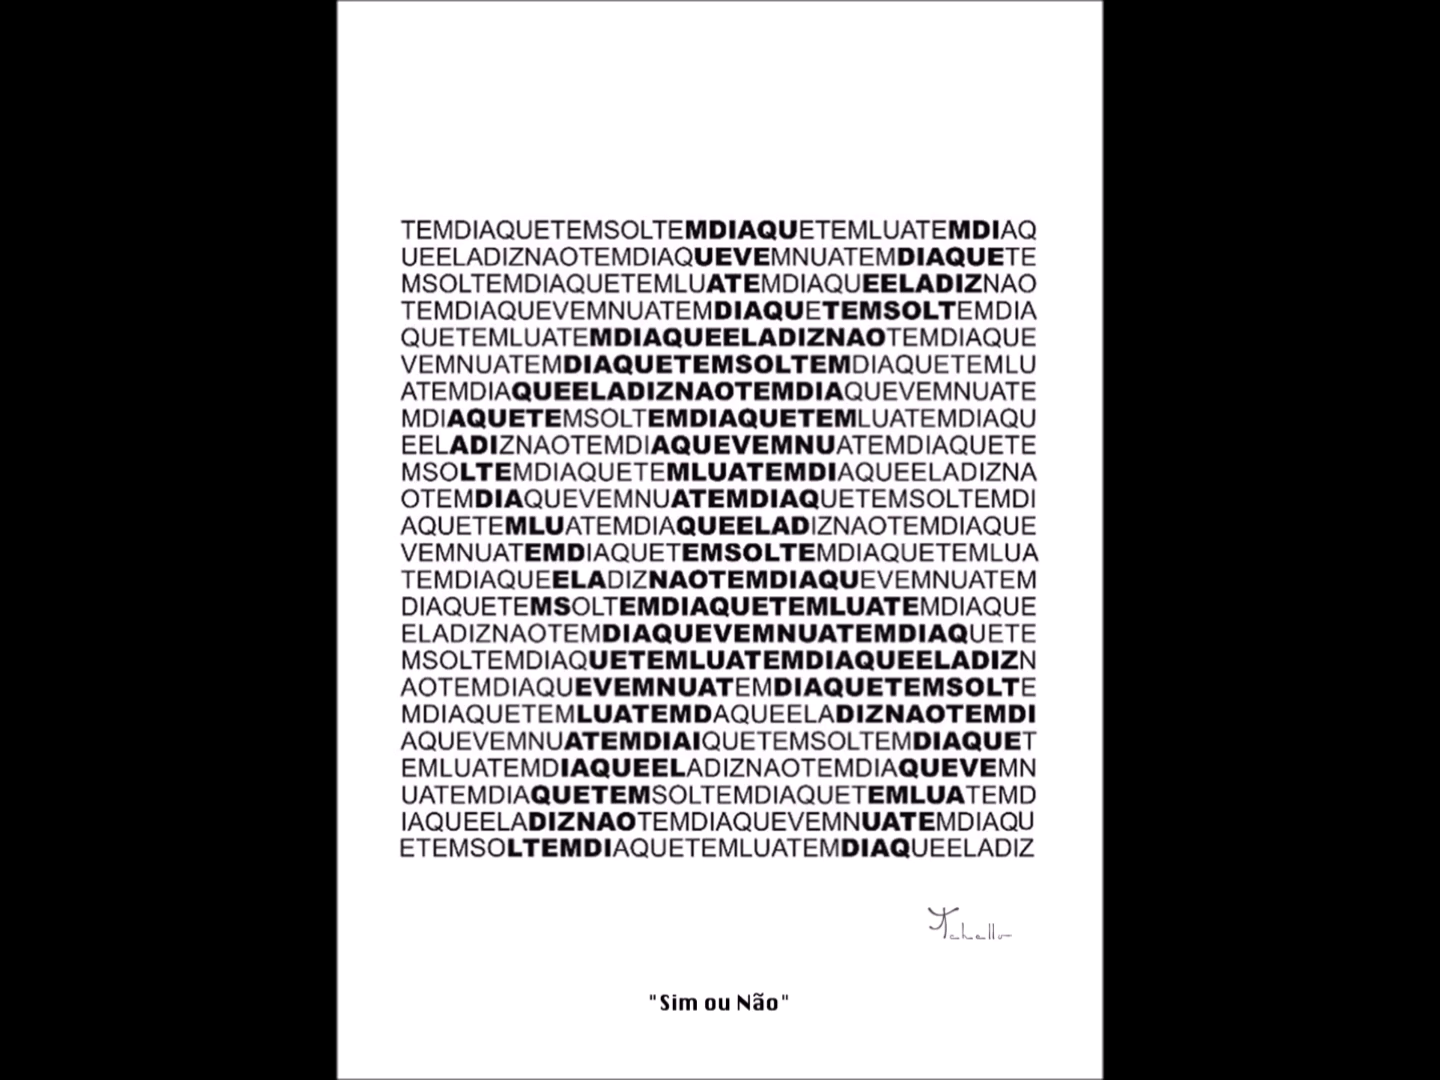 TEMDIAQUETEMSOLTEMDIAQUETEMLUATEMDIAQ
UEELADIZNAOTEMDIAQUEVEMNUATEMDIAQUETE
MSOLTEMDIAQUETEMLUATEMDIAQUEELADIZNAO
TEMDIAQUEVEMNUATEMDIAQUETEMSOLTEMDIA
QUETEMLUATEMDIAQUEELADIZNAOTEMDIAQUE
VEMNUATEMDIAQUETEMSOLTEMDIAQUETEMLU
ATEMDIAQUEELADIZNAOTEMDIAQUEVEMNUATE
MDIAQUETEMSOLTEMDIAQUETEMLUATEMDIAQU
EELADIZNAOTEMDIAQUEVEMNUATEMDIAQUETE
MSOLTEMDIAQUETEMLUATEMDIAQUEELADIZNA
OTEMDIAQUEVEMNUATEMDIAQUETEMSOLTEMDI
AQUETEMLUATEMDIAQUEELADIZNAOTEMDIAQUE
VEMNUATEMDIAQUETEMSOLTEMDIAQUETEMLUA
TEMDIAQUEELADIZNAOTEMDIAQUEVEMNUATEM
DIAQUETEMSOLTEMDIAQUETEMLUATEMDIAQUE
ELADIZNAOTEMDIAQUEVEMNUATEMDIAQUETE
MSOLTEMDIAQUETEMLUATEMDIAQUEELADIZN
AOTEMDIAQUEVEMNUATEMDIAQUETEMSOLTE
MDIAQUETEMLUATEMDAQUEELADIZNAOTEMDI
AQUEVEMNUATEMDIAIQUETEMSOLTEMDIAQUET
EMLUATEMDIAQUEELADIZNAOTEMDIAQUEVEMN
UATEMDIAQUETEMSOLTEMDIAQUETEMLUATEMD
IAQUEELADIZNAOTEMDIAQUEVEMNUATEMDIAQU
ETEMSOLTEMDIAQUETEMLUATEMDIAQUEELADIZ
Tchello
"Sim ou Não"